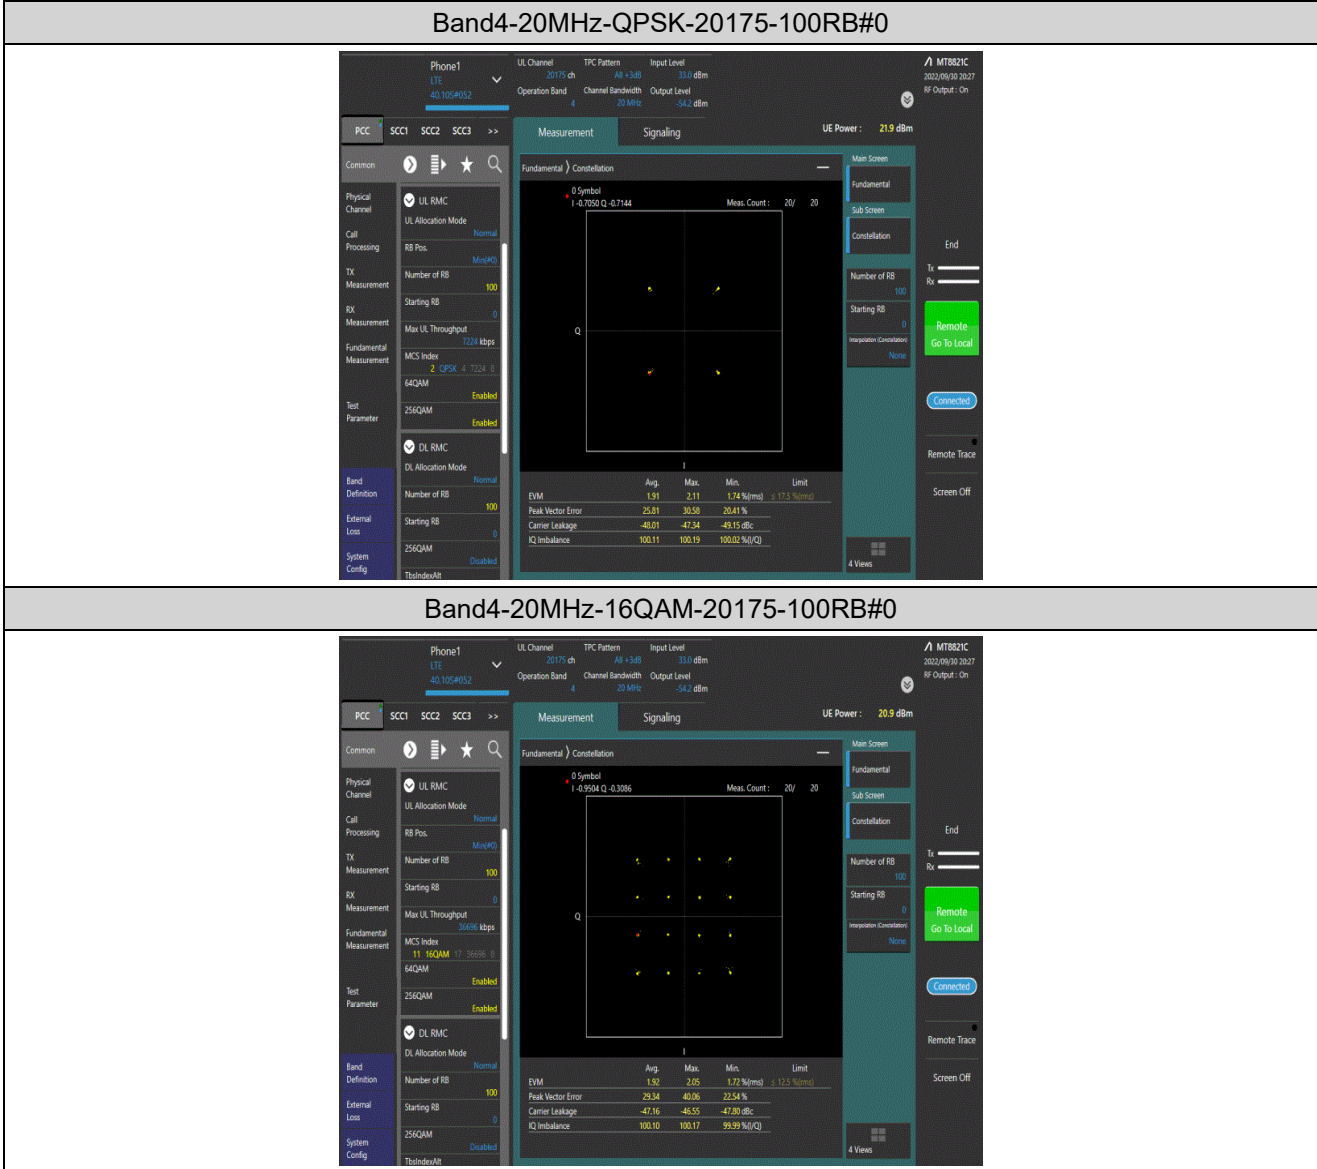 Band4-20MHz-QPSK-20175-100RB#0
Phone1
LTE
40.105#052
UL Channel TPC Pattern Input Level
20175 ch All +3dB 33.0 dBm
Operation Band Channel Bandwidth Output Level
4 20 MHz -54.2 dBm
MT8821C
2022/09/30 20:27
RF Output : On
PCC SCC1 SCC2 SCC3 >>
Measurement Signaling
UE Power : 21.9 dBm
Common
Physical
Channel
Call
Processing
TX
Measurement
RX
Measurement
Fundamental
Measurement
Test
Parameter
Band
Definition
External
Loss
System
Config
UL RMC
UL Allocation Mode
Normal
RB Pos.
Min(#0)
Number of RB
100
Starting RB
0
Max UL Throughput
7224 kbps
MCS Index
2 QPSK 4 7224 8
64QAM
Enabled
256QAM
Enabled
DL RMC
DL Allocation Mode
Normal
Number of RB
100
Starting RB
0
256QAM
Disabled
TbsIndexAlt
Fundamental Constellation
0 Symbol
I -0.7050 Q -0.7144 Meas. Count : 20/ 20
Q
I
Avg. Max. Min. Limit
EVM 1.91 2.11 1.74 %(rms) ≤ 17.5 %(rms)
Peak Vector Error 25.81 30.58 20.41 %
Carrier Leakage -48.01 -47.34 -49.15 dBc
IQ Imbalance 100.11 100.19 100.02 %(I/Q)
Main Screen
Fundamental
Sub Screen
Constellation
Number of RB
100
Starting RB
0
Interpolation (Constellation)
None
4 Views
End
Tx
Rx
Remote
Go To Local
Connected
Remote Trace
Screen Off
Band4-20MHz-16QAM-20175-100RB#0
Phone1
LTE
40.105#052
UL Channel TPC Pattern Input Level
20175 ch All +3dB 33.0 dBm
Operation Band Channel Bandwidth Output Level
4 20 MHz -54.2 dBm
MT8821C
2022/09/30 20:27
RF Output : On
PCC SCC1 SCC2 SCC3 >>
Measurement Signaling
UE Power : 20.9 dBm
Common
Physical
Channel
Call
Processing
TX
Measurement
RX
Measurement
Fundamental
Measurement
Test
Parameter
Band
Definition
External
Loss
System
Config
UL RMC
UL Allocation Mode
Normal
RB Pos.
Min(#0)
Number of RB
100
Starting RB
0
Max UL Throughput
36696 kbps
MCS Index
11 16QAM 17 36696 8
64QAM
Enabled
256QAM
Enabled
DL RMC
DL Allocation Mode
Normal
Number of RB
100
Starting RB
0
256QAM
Disabled
TbsIndexAlt
Fundamental Constellation
0 Symbol
I -0.9504 Q -0.3086 Meas. Count : 20/ 20
Q
I
Avg. Max. Min. Limit
EVM 1.92 2.05 1.72 %(rms) ≤ 12.5 %(rms)
Peak Vector Error 29.34 40.06 22.54 %
Carrier Leakage -47.16 -46.55 -47.80 dBc
IQ Imbalance 100.10 100.17 99.99 %(I/Q)
Main Screen
Fundamental
Sub Screen
Constellation
Number of RB
100
Starting RB
0
Interpolation (Constellation)
None
4 Views
End
Tx
Rx
Remote
Go To Local
Connected
Remote Trace
Screen Off